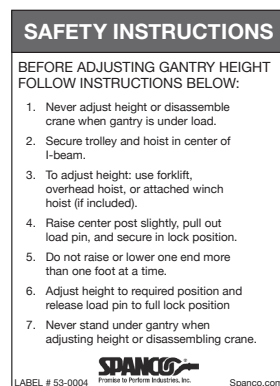 SAFETY INSTRUCTIONS
BEFORE ADJUSTING GANTRY HEIGHT
FOLLOW INSTRUCTIONS BELOW:
1. Never adjust height or disassemble
crane when gantry is under load.
2. Secure trolley and hoist in center of
I-beam.
3. To adjust height: use forklift,
overhead hoist, or attached winch
hoist (if included).
4. Raise center post slightly, pull out
load pin, and secure in lock position.
5. Do not raise or lower one end more
than one foot at a time.
6. Adjust height to required position and
release load pin to full lock position
7. Never stand under gantry when
adjusting height or disassembling crane.
SPANCO
Promise to Perform Industries, Inc.
LABEL # 53-0004
Spanco.com